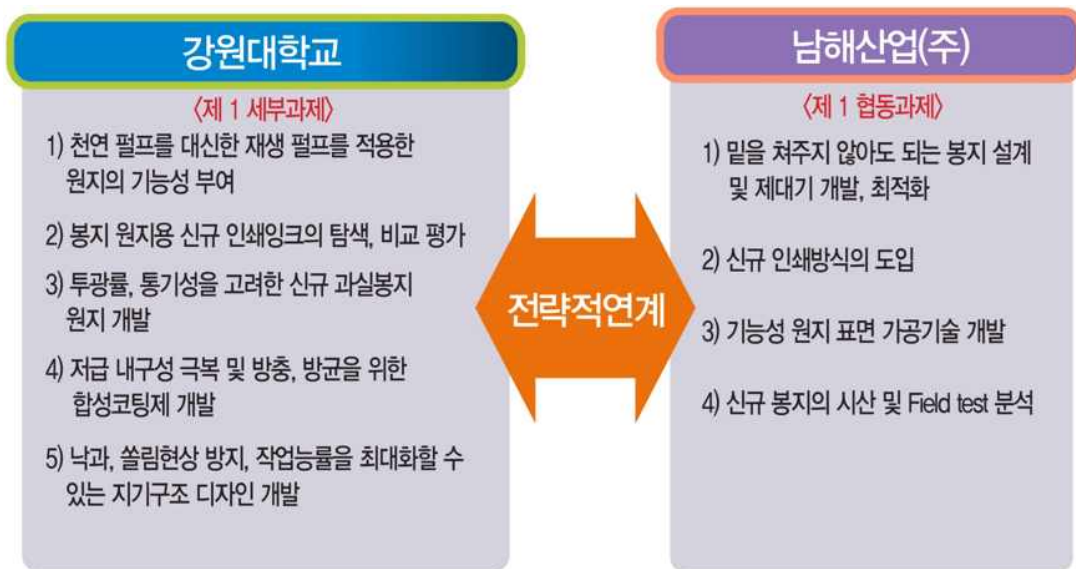 강원대학교
〈제 1 세부과제〉
1) 천연 펄프를 대신한 재생 펄프를 적용한
원지의 기능성 부여
2) 봉지 원지용 신규 인쇄잉크의 탐색, 비교 평가
3) 투광률, 통기성을 고려한 신규 과실봉지
원지 개발
4) 저급 내구성 극복 및 방충, 방균을 위한
합성코팅제 개발
5) 낙과, 쏠림현상 방지, 작업능률을 최대화할 수
있는 지기구조 디자인 개발
전략적연계
남해산업(주)
〈제 1 협동과제〉
1) 밑을 쳐주지 않아도 되는 봉지 설계
및 제대기 개발, 최적화
2) 신규 인쇄방식의 도입
3) 기능성 원지 표면 가공기술 개발
4) 신규 봉지의 시산 및 Field test 분석